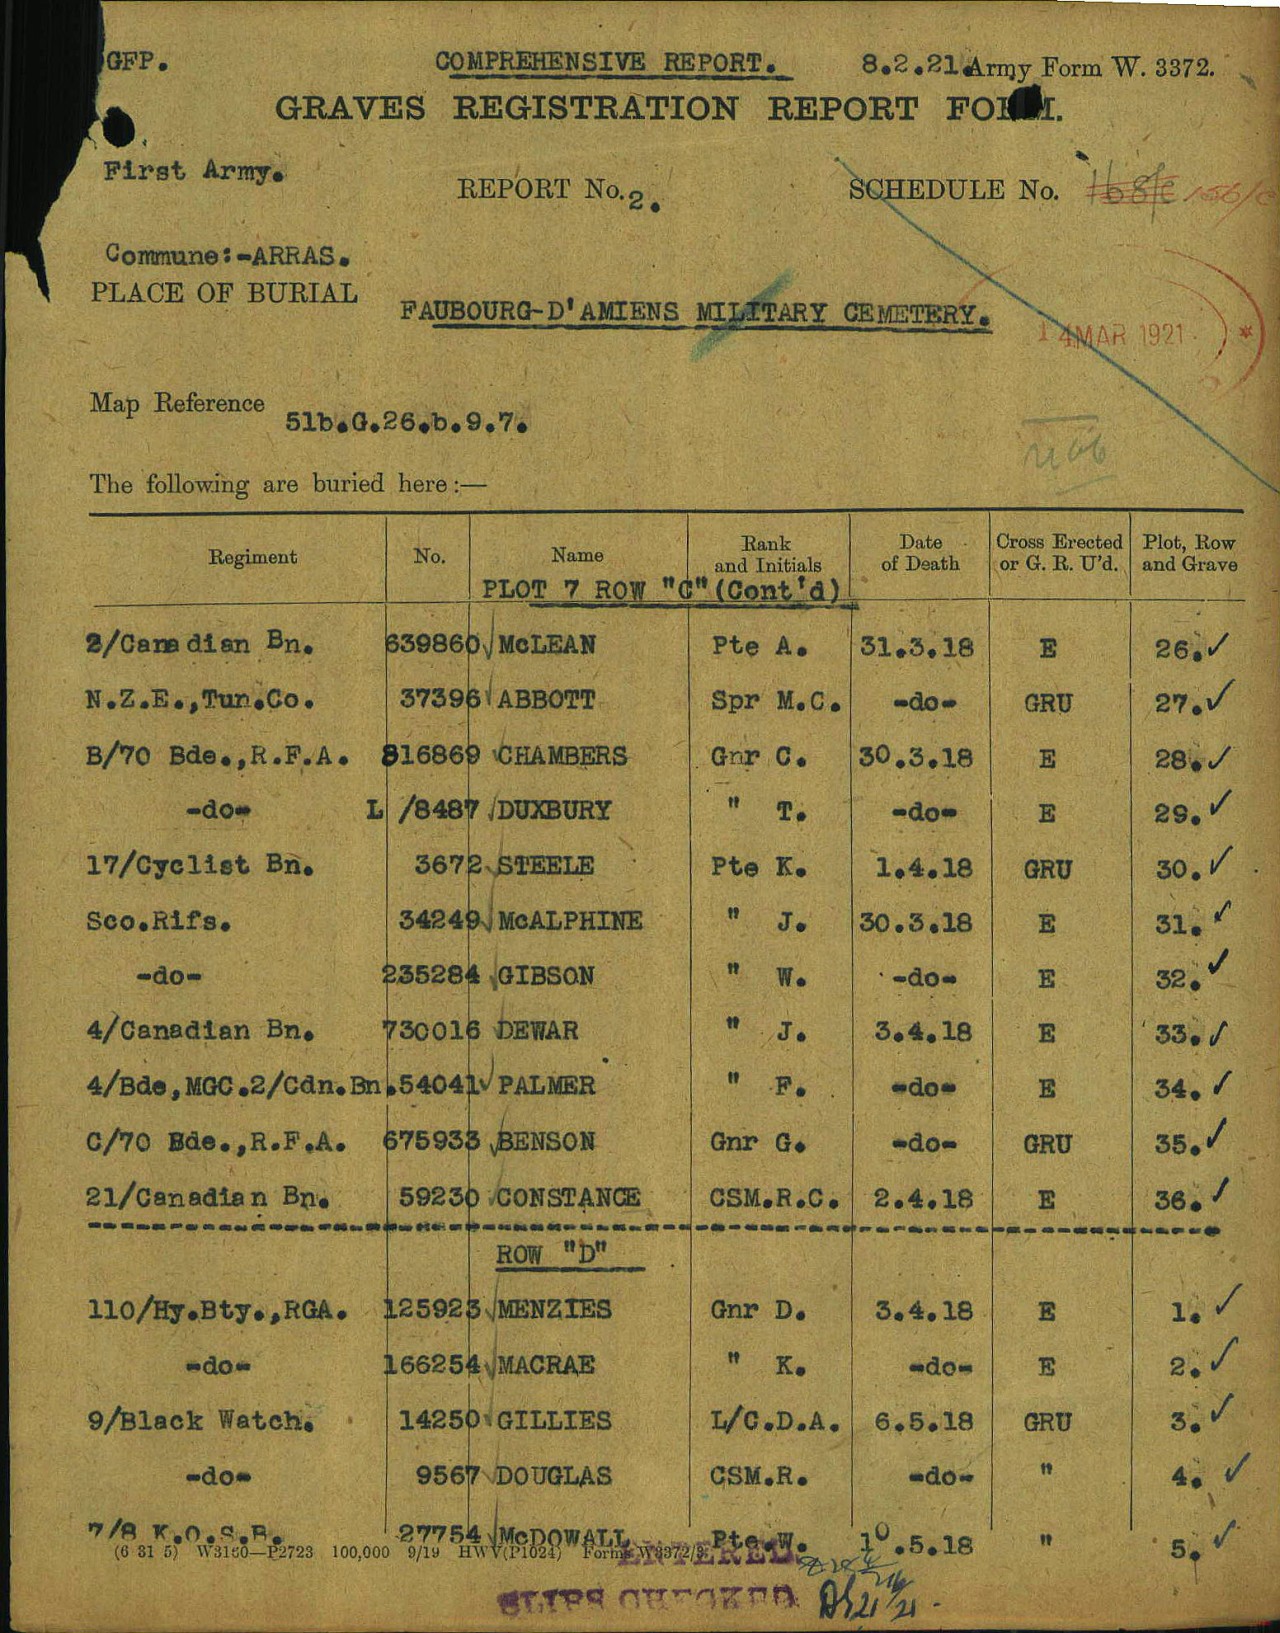 GFP. COMPREHENSIVE REPORT. 8.2.21. Army Form W. 3372.
GRAVES REGISTRATION REPORT FORM.
First Army.
REPORT No. 2. SCHEDULE No. 168/E 156/E
Commune:-ARRAS.
PLACE OF BURIAL
FAUBOURG-D'AMIENS MILITARY CEMETERY.
14 MAR 1921
Map Reference 51b.G.26.b.9.7.
The following are buried here :—
Regiment No. Name Rank and Initials Date of Death Cross Erected or G. R. U'd. Plot, Row and Grave
PLOT 7 ROW "C" (Cont'd)
2/Canadian Bn. 639860 McLEAN Pte A. 31.3.18 E 26.
N.Z.E.,Tun.Co. 37396 ABBOTT Spr M.C. -do- GRU 27.
B/70 Bde.,R.F.A. 816869 CHAMBERS Gnr C. 30.3.18 E 28.
-do- L/8487 DUXBURY " T. -do- E 29.
17/Cyclist Bn. 3672 STEELE Pte K. 1.4.18 GRU 30.
Sco.Rifs. 34249 McALPHINE " J. 30.3.18 E 31.
-do- 235284 GIBSON " W. -do- E 32.
4/Canadian Bn. 730016 DEWAR " J. 3.4.18 E 33.
4/Bde,MGC.2/Cdn.Bn. 54041 PALMER " F. -do- E 34.
C/70 Bde.,R.F.A. 675933 BENSON Gnr G. -do- GRU 35.
21/Canadian Bn. 59230 CONSTANCE CSM.R.C. 2.4.18 E 36.
ROW "D"
110/Hy.Bty.,RGA. 125923 MENZIES Gnr D. 3.4.18 E 1.
-do- 166254 MACRAE " K. -do- E 2.
9/Black Watch. 14250 GILLIES L/C.D.A. 6.5.18 GRU 3.
-do- 9567 DOUGLAS CSM.R. -do- " 4.
7/8 K.O.S.B. 27754 McDOWALL Pte.W. 10.5.18 " 5.
(6 31 5) W3160—P2723 100,000 9/19 HWV(P1024) Forms W3372/3
ENTERED.
SLIPS CHECKED